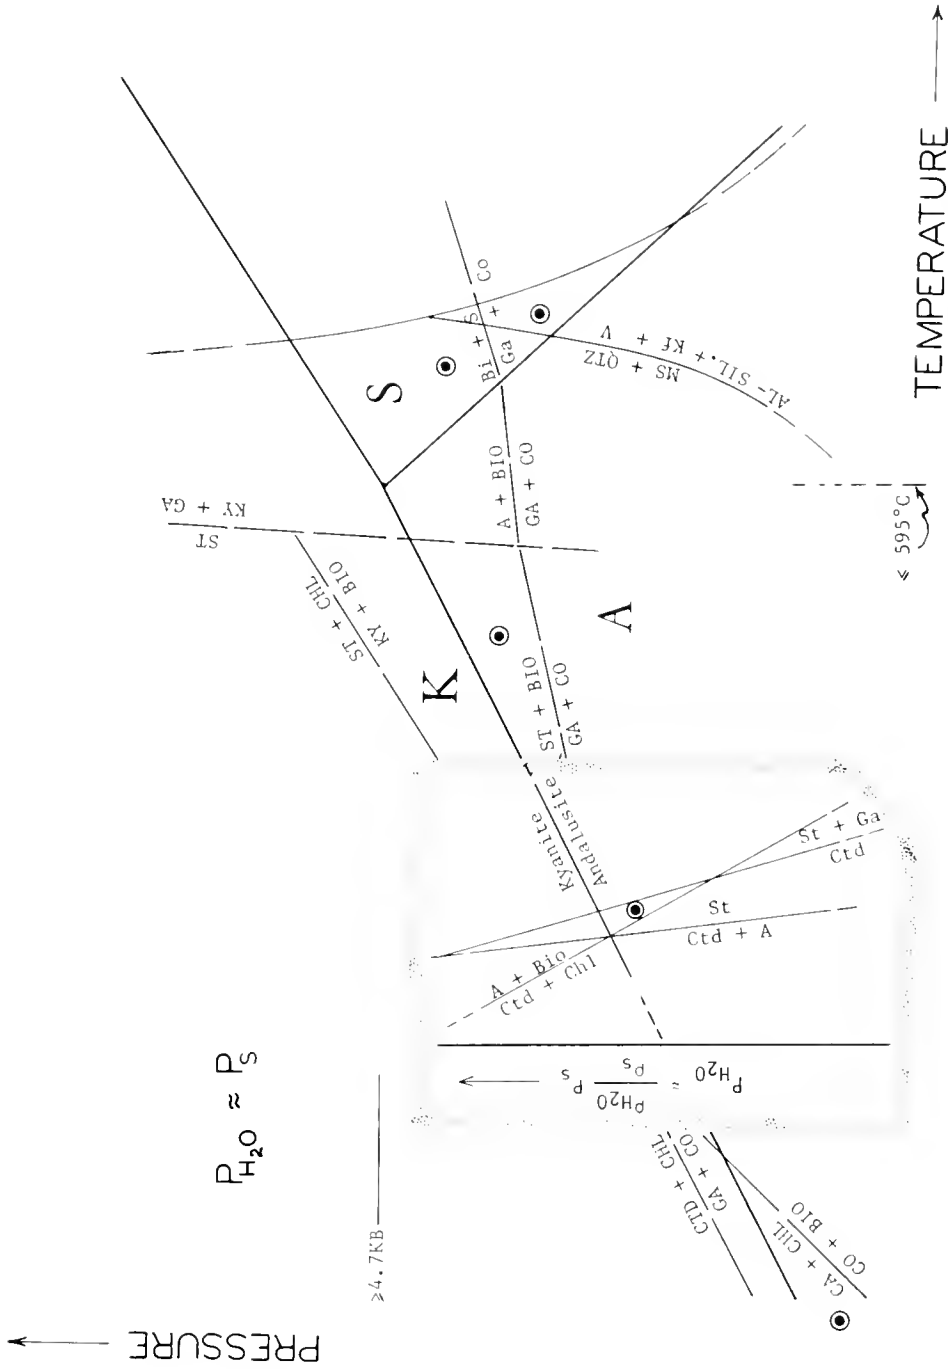 PRESSURE
TEMPERATURE
P_H₂O ≈ P_S
≥4.7KB
≤ 595°C
K
A
S
Kyanite
Andalusite
ST
KY + GA
ST + CHL
KY + BIO
ST + BIO
GA + CO
A + BIO
GA + CO
Bi + S
Ga + Co
MS + QTZ
AL-SIL. + Kf + V
A + Bio
Ctd + Chl
St
Ctd + A
St + Ga
Ctd
P_H₂O ≈ P_H₂O / P_S P_S
CTD + CHL
GA + CO
GA + CHL
CO + BIO